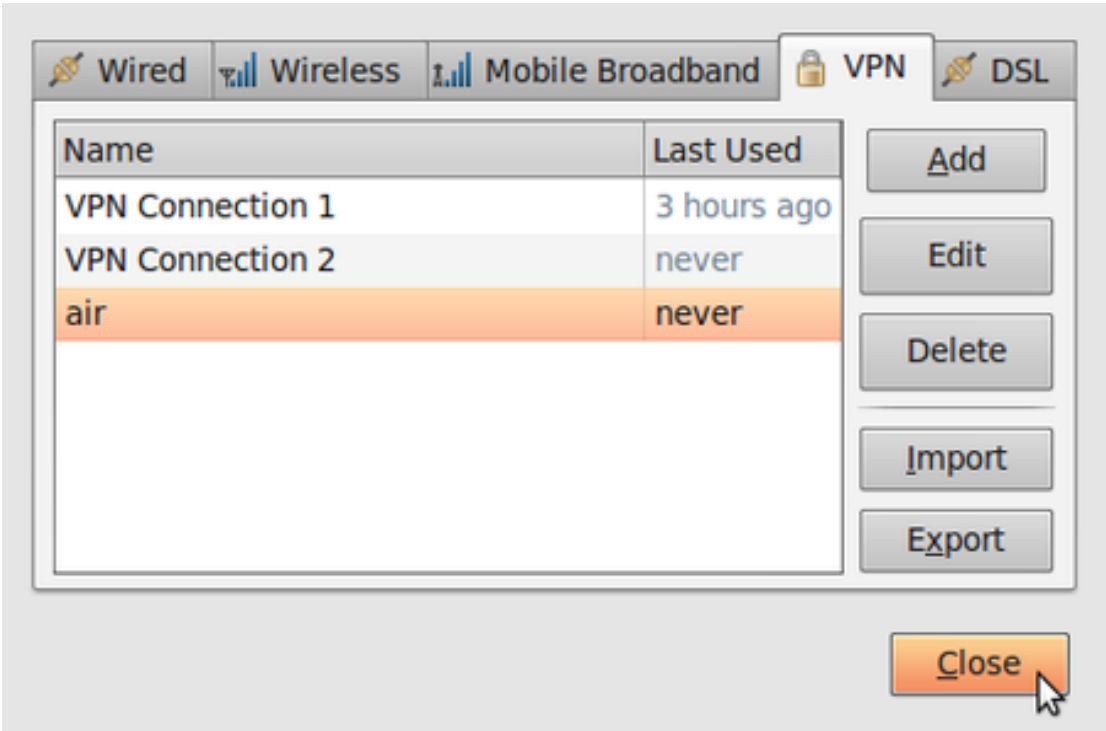 Wired Wireless Mobile Broadband VPN DSL
Name Last Used
VPN Connection 1 3 hours ago
VPN Connection 2 never
air never
Add
Edit
Delete
Import
Export
Close